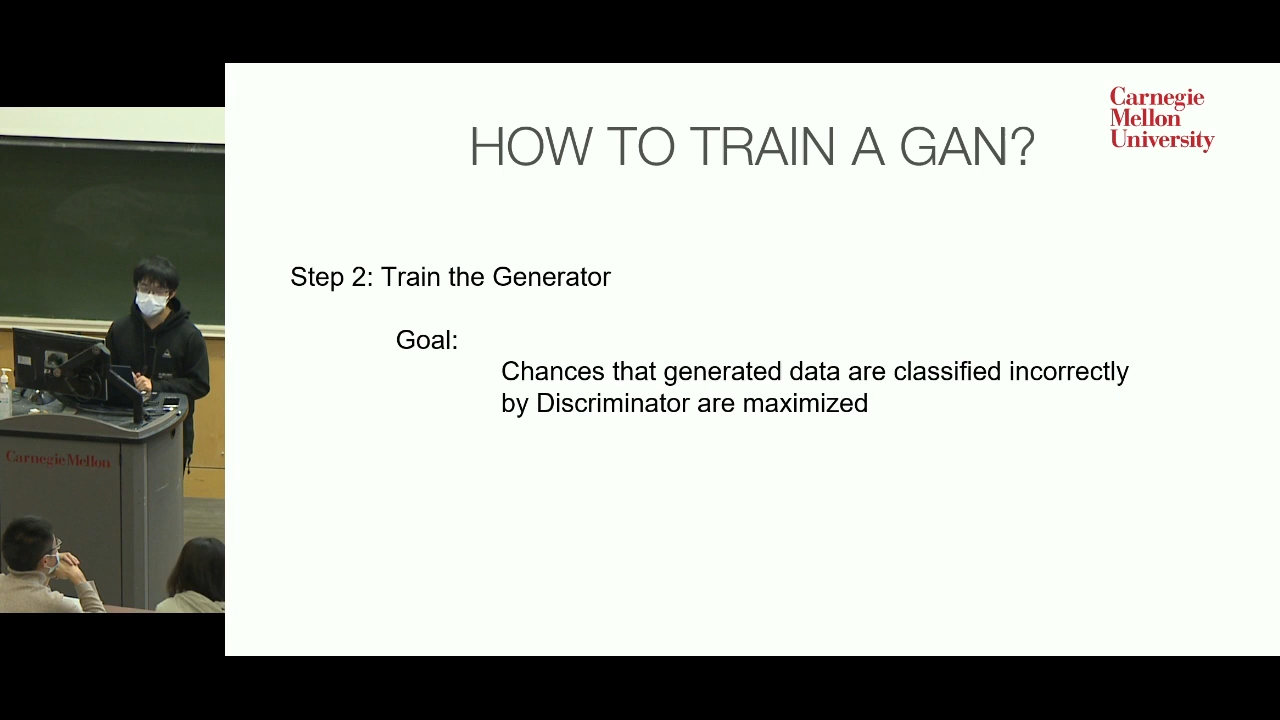 Carnegie
Mellon
University
HOW TO TRAIN A GAN?
Step 2: Train the Generator
Goal:
Chances that generated data are classified incorrectly
by Discriminator are maximized
Carnegie Mellon